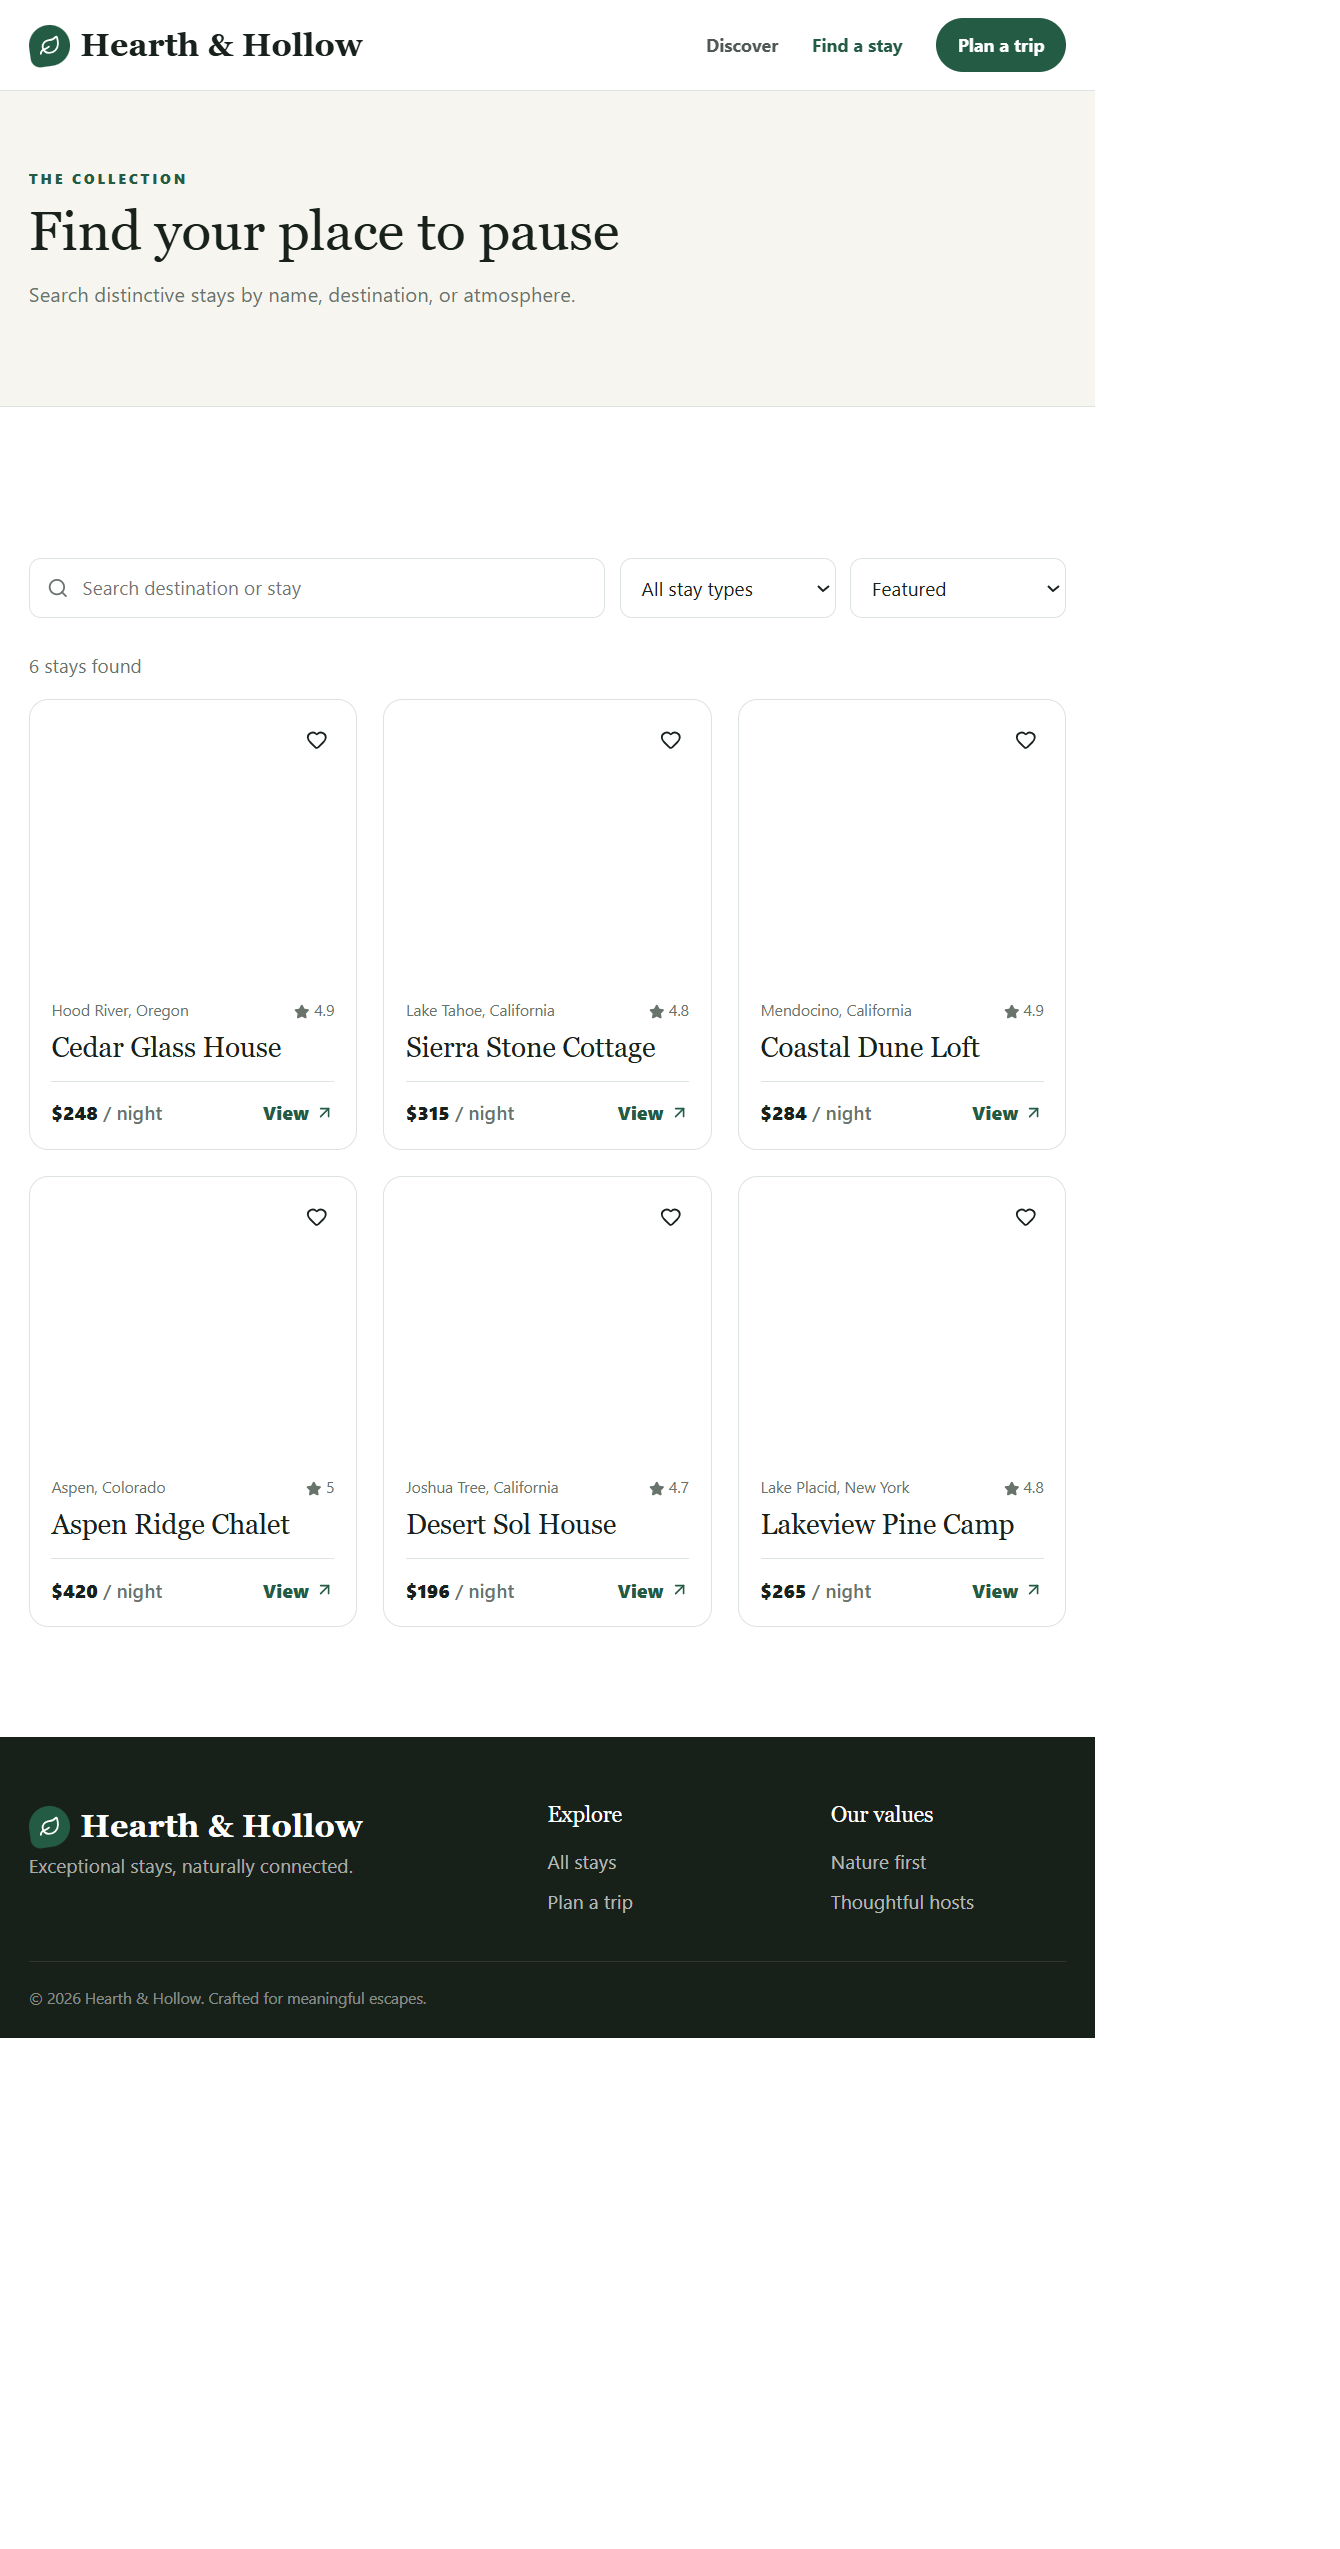 Hearth & Hollow
Discover
Find a stay
Plan a trip
THE COLLECTION
Find your place to pause
Search distinctive stays by name, destination, or atmosphere.
Search destination or stay
All stay types
Featured
6 stays found
Hood River, Oregon
4.9
Cedar Glass House
$248 / night
View
Lake Tahoe, California
4.8
Sierra Stone Cottage
$315 / night
View
Mendocino, California
4.9
Coastal Dune Loft
$284 / night
View
Aspen, Colorado
5
Aspen Ridge Chalet
$420 / night
View
Joshua Tree, California
4.7
Desert Sol House
$196 / night
View
Lake Placid, New York
4.8
Lakeview Pine Camp
$265 / night
View
Hearth & Hollow
Exceptional stays, naturally connected.
Explore
All stays
Plan a trip
Our values
Nature first
Thoughtful hosts
© 2026 Hearth & Hollow. Crafted for meaningful escapes.